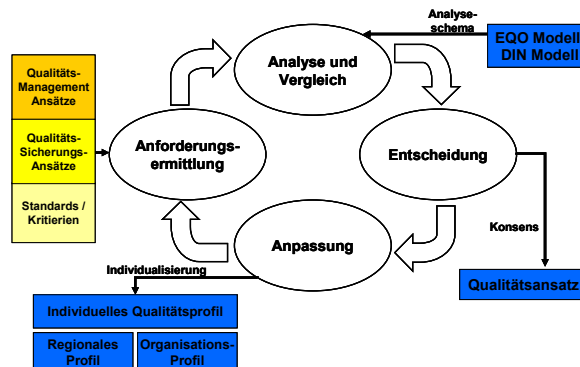 Analyse-
schema
EQO Modell
DIN Modell
Analyse und
Vergleich
Qualitäts-
Management
Ansätze
Qualitäts-
Sicherungs-
Ansätze
Standards /
Kritierien
Anforderungs-
ermittlung
Entscheidung
Anpassung
Konsens
Qualitätsansatz
Individualisierung
Individuelles Qualitätsprofil
Regionales
Profil
Organisations-
Profil